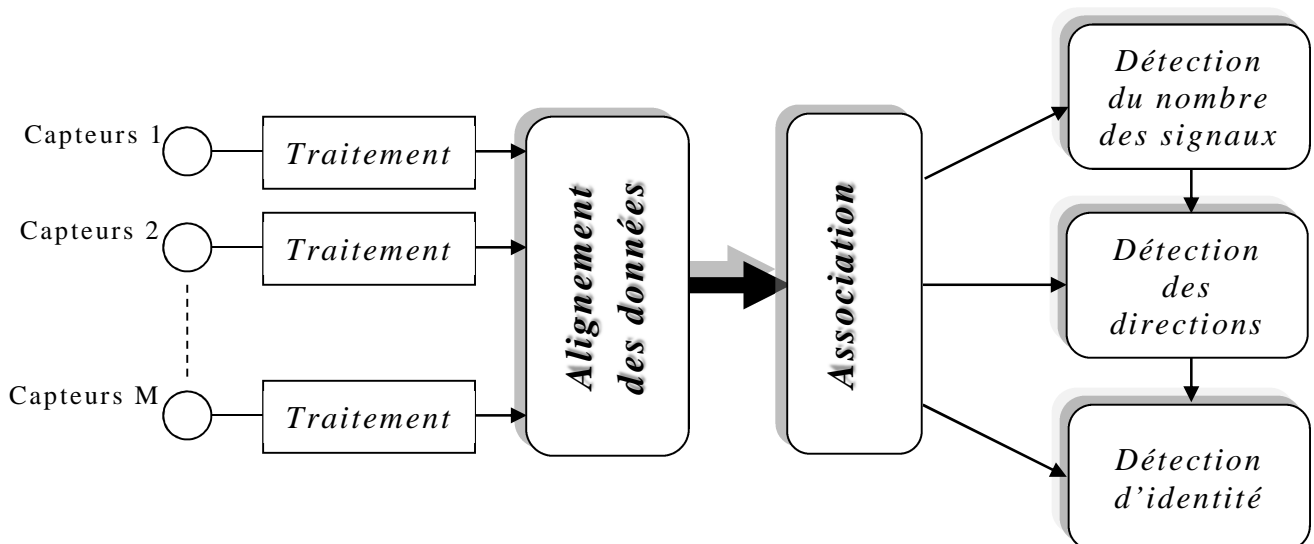 Capteurs 1
Traitement
Capteurs 2
Traitement
Capteurs M
Traitement
Alignement
des données
Association
Détection
du nombre
des signaux
Détection
des
directions
Détection
d’identité